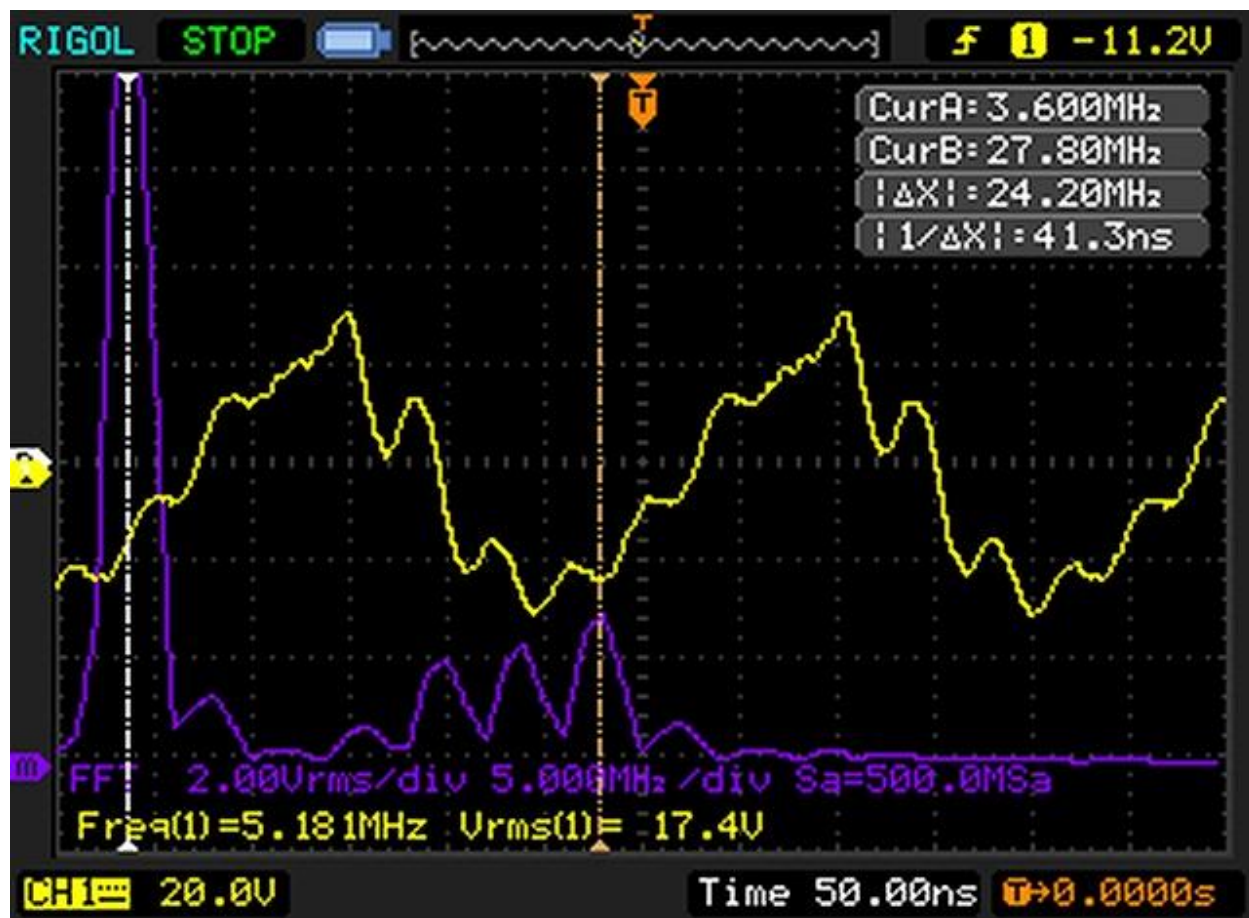 RIGOL STOP T 1 -11.2V
T
CurA=3.600MHz
CurB=27.80MHz
|ΔX|=24.20MHz
|1/ΔX|=41.3ns
FFT 2.00Vrms/div 5.000MHz/div Sa=500.0MSa
Freq(1)=5.181MHz Vrms(1)= 17.4V
CH1 20.0V Time 50.00ns T→0.0000s